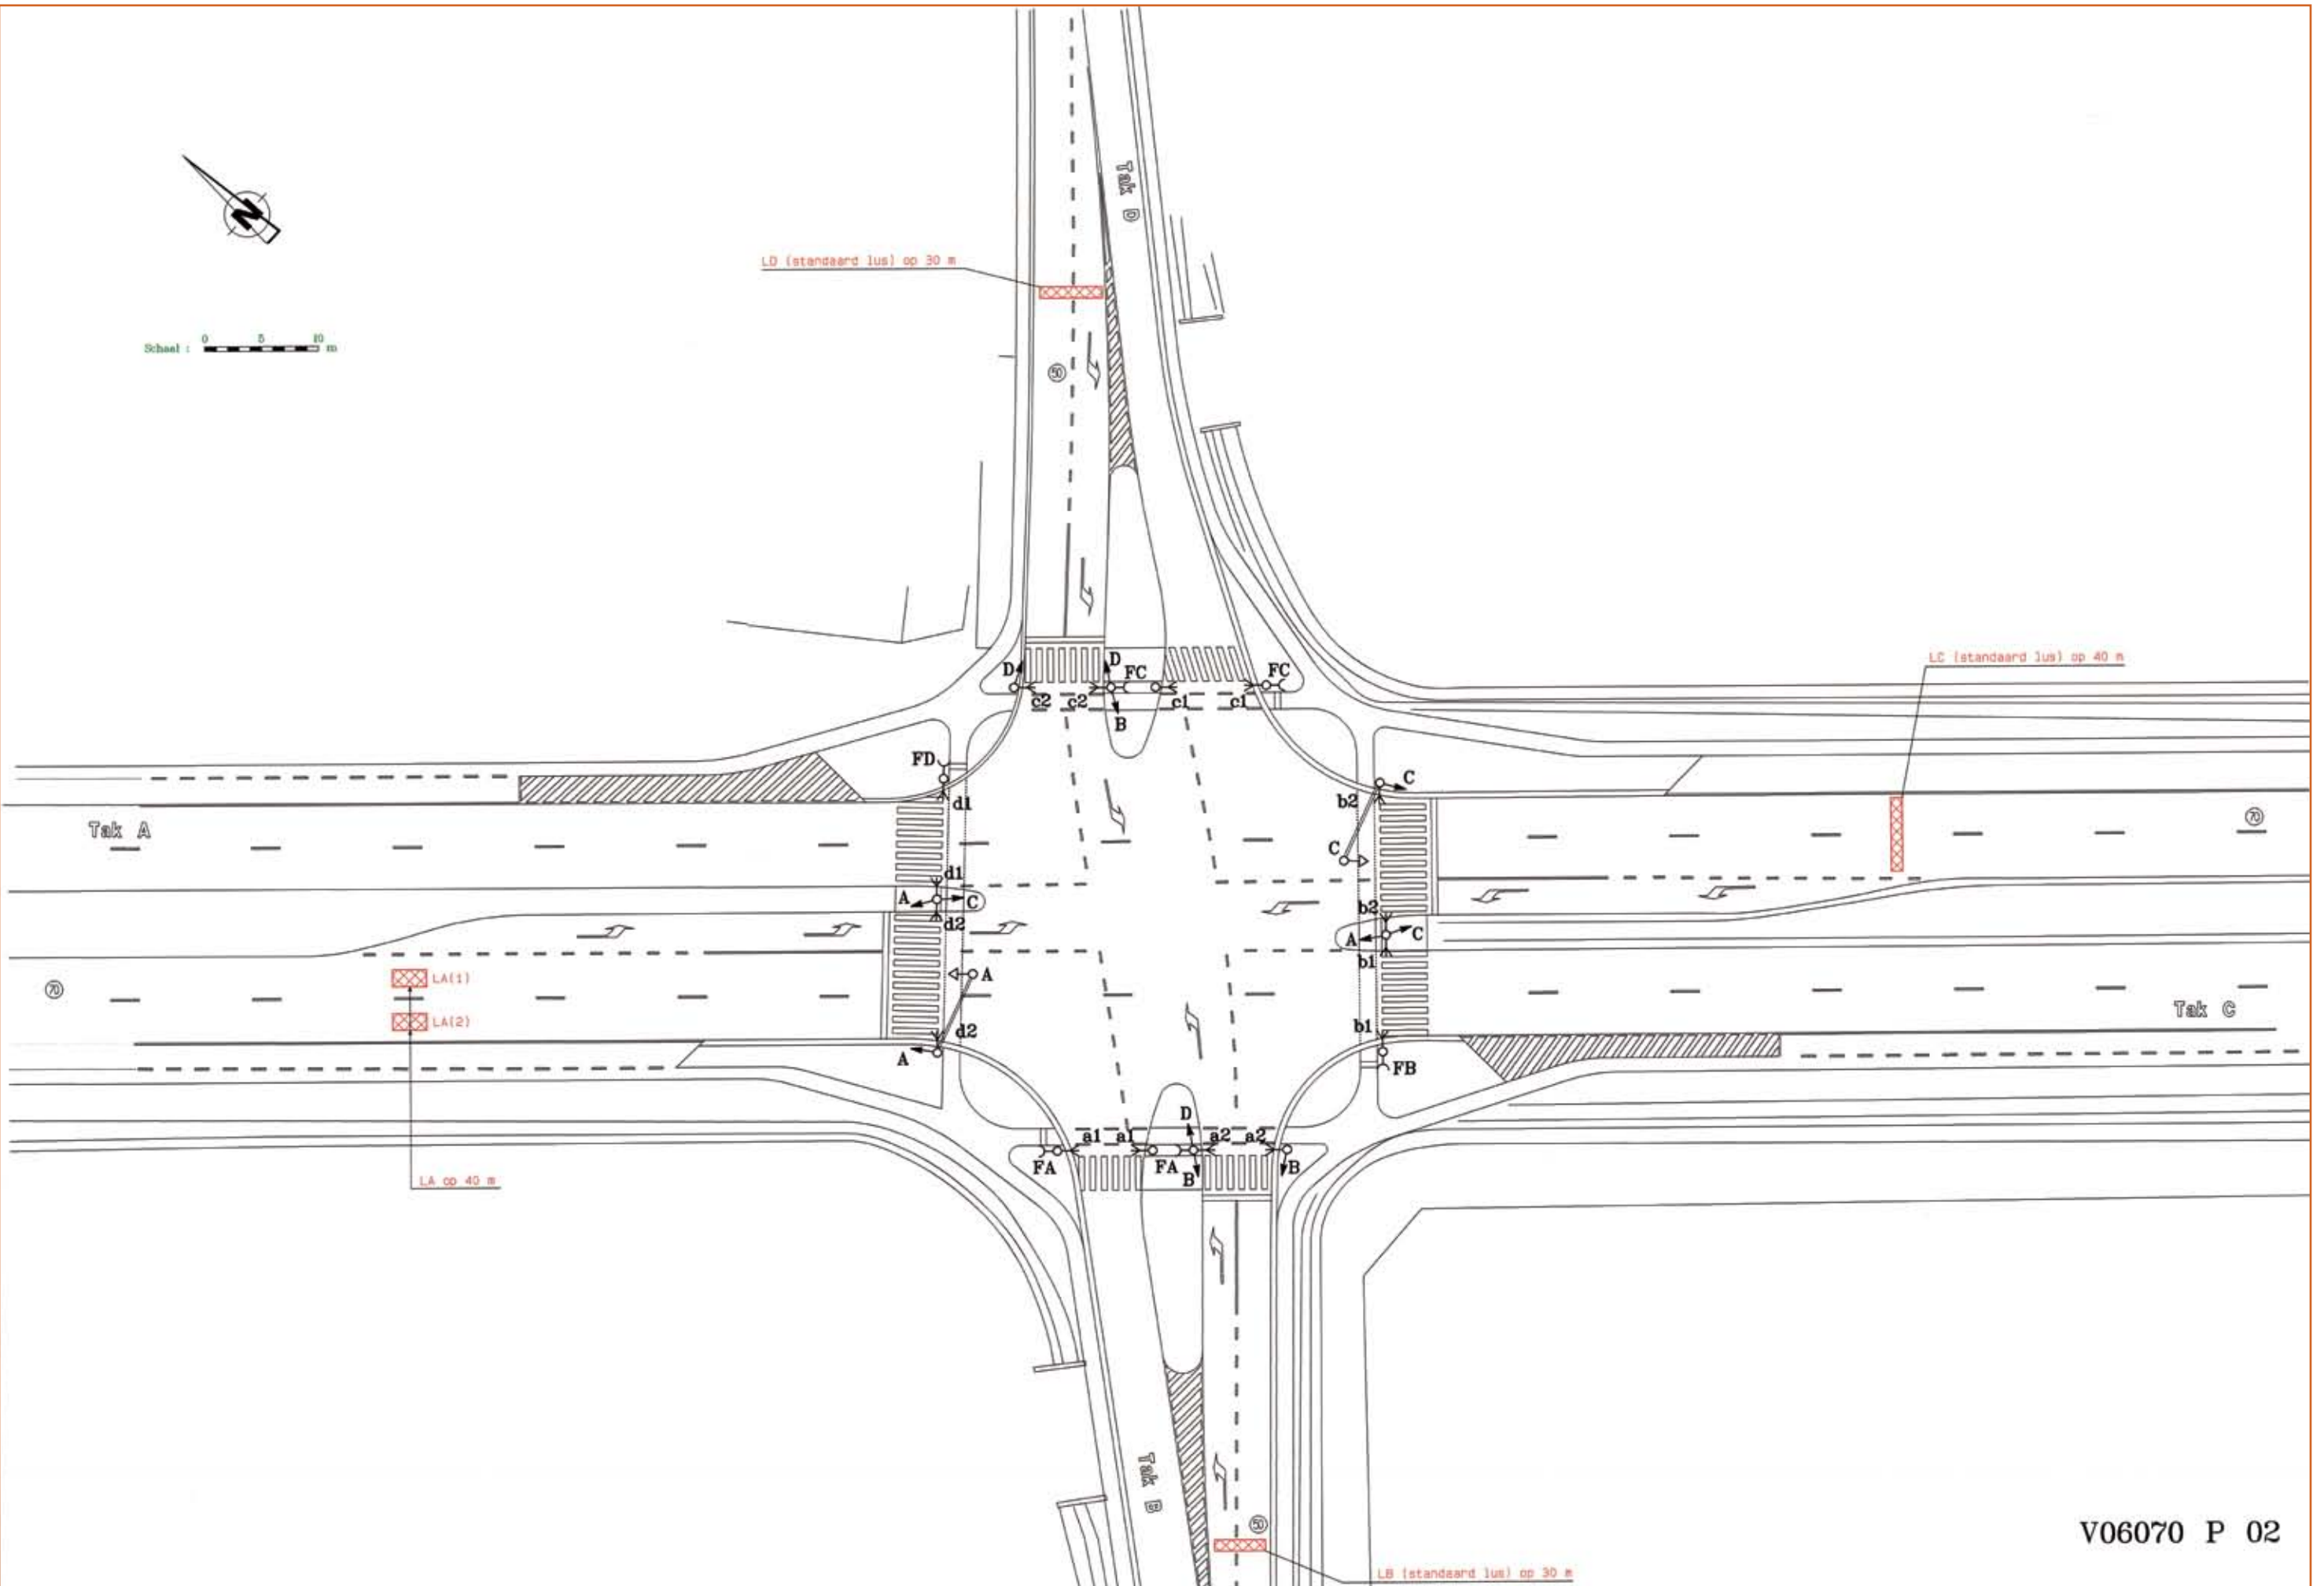 Tak D
N
LD (standaard lus) op 30 m
0 5 10
Schaal : m
50
LC (standaard lus) op 40 m
D D FC FC
c2 c2 c1 c1
B
FD
d1
C
b2
70
Tak A
C
d1
A C
d2
b2
A C
b1
LA(1)
A
70
LA(2)
Tak C
d2
b1
A
FB
D
a1 a1 a2 a2
FA FA B B
LA op 40 m
Tak B
50
LB (standaard lus) op 30 m
V06070 P 02